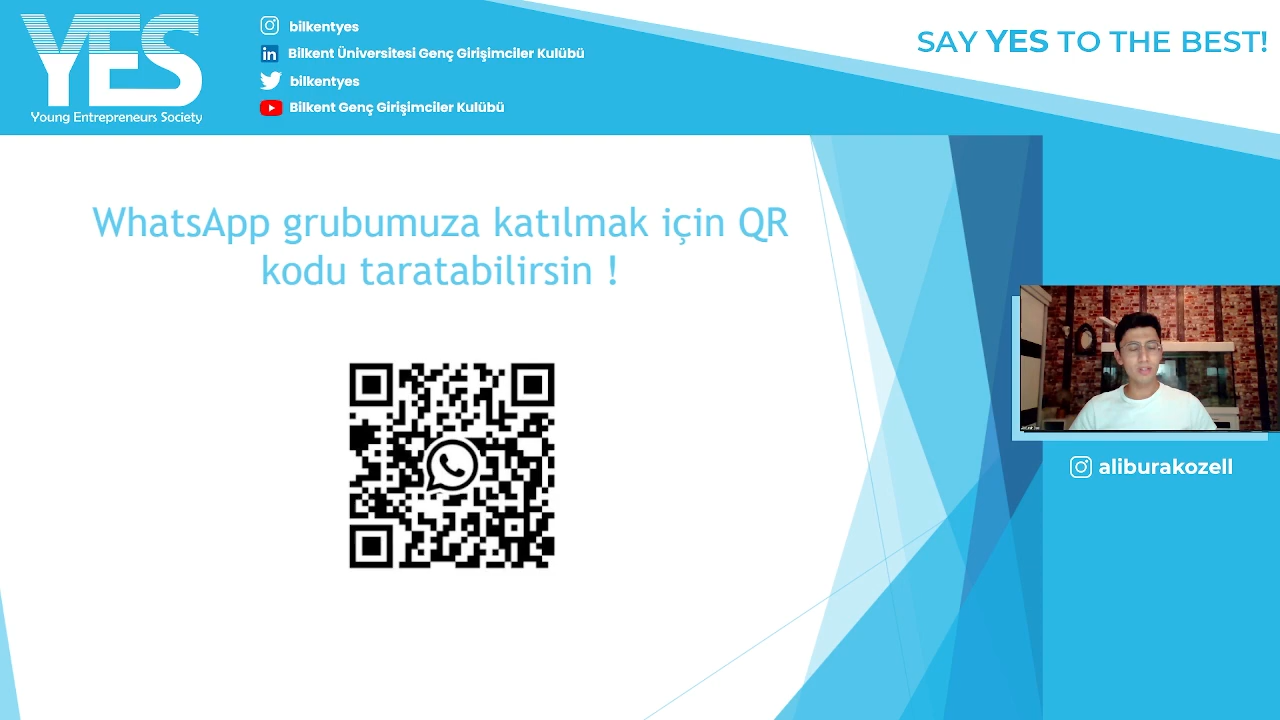 YES
Young Entrepreneurs Society
bilkentyes
Bilkent Üniversitesi Genç Girişimciler Kulübü
bilkentyes
Bilkent Genç Girişimciler Kulübü
SAY YES TO THE BEST!
WhatsApp grubumuza katılmak için QR
kodu taratabilirsin !
aliburakozell